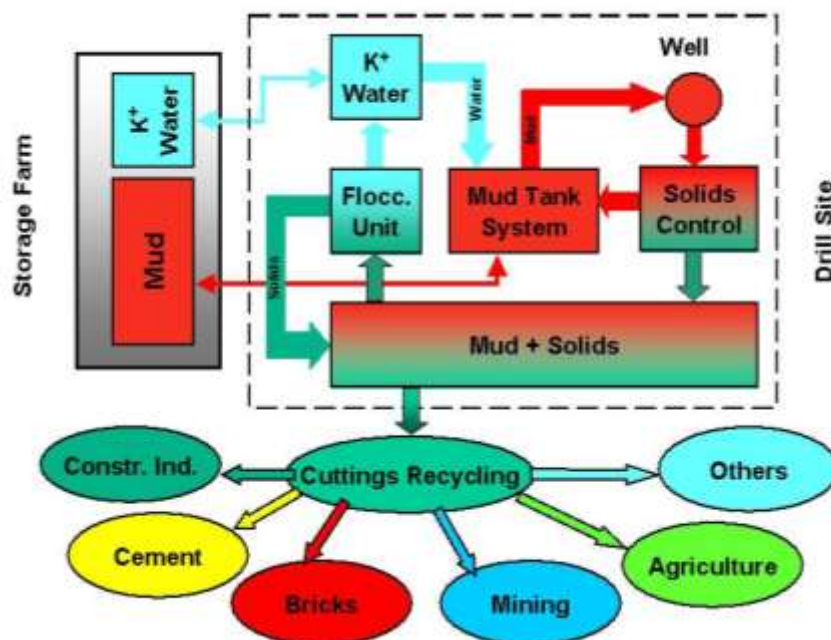 Storage Farm
K+
Water
Mud
K+
Water
Water
Mud
Well
Flocc.
Unit
Solids
Mud Tank
System
Solids
Control
Drill Site
Mud + Solids
Cuttings Recycling
Constr. Ind.
Others
Cement
Agriculture
Bricks
Mining